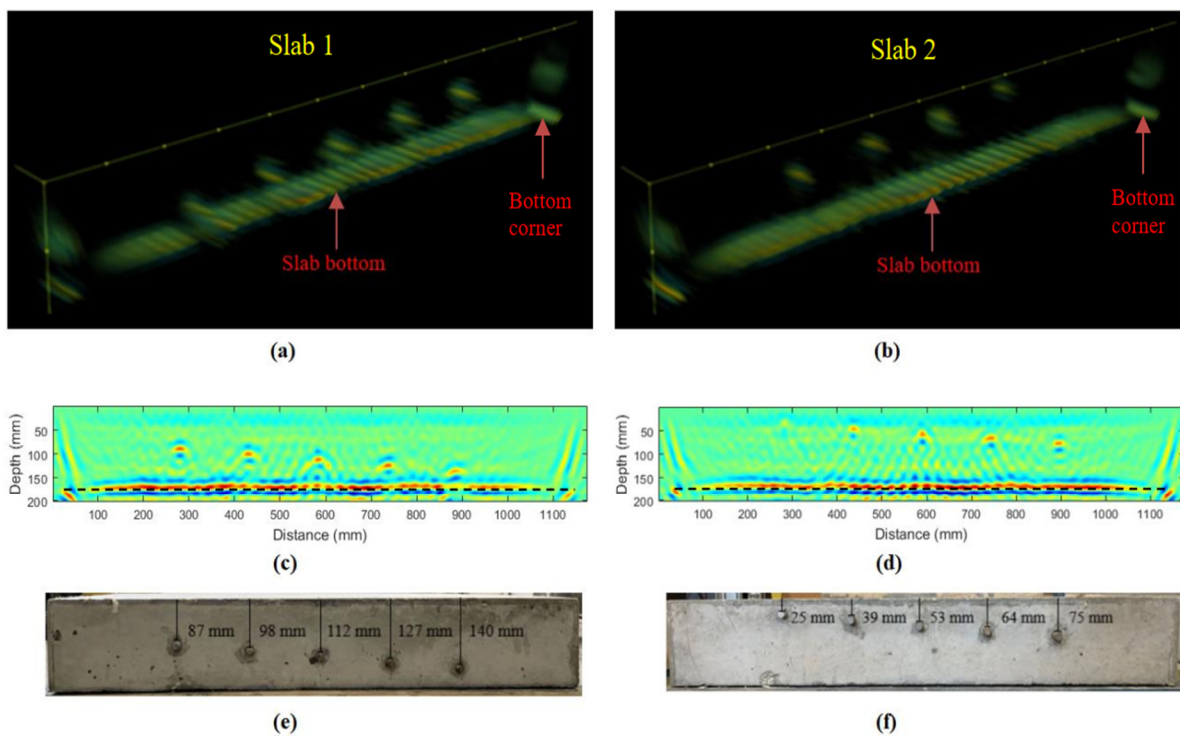 Slab 1
Bottom
corner
Slab bottom
(a)
Slab 2
Bottom
corner
Slab bottom
(b)
Depth (mm)
50
100
150
200
100 200 300 400 500 600 700 800 900 1000 1100
Distance (mm)
(c)
Depth (mm)
50
100
150
200
100 200 300 400 500 600 700 800 900 1000 1100
Distance (mm)
(d)
87 mm 98 mm 112 mm 127 mm 140 mm
(e)
25 mm 39 mm 53 mm 64 mm 75 mm
(f)